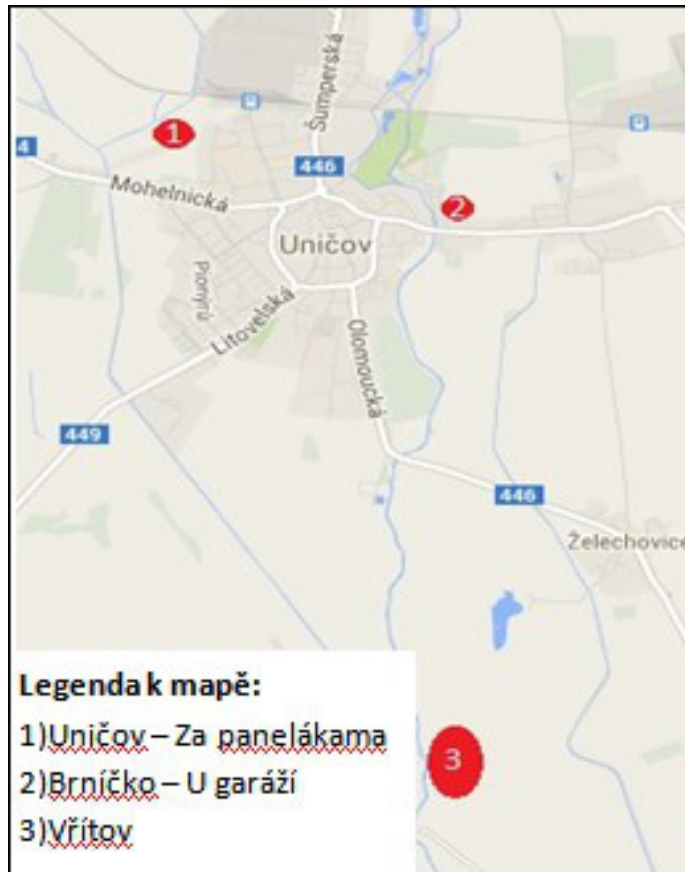 1
Šumperská
4
446
Mohelnická
2
Uničov
Pionýrů
Litovelská
Olomoucká
449
446
Želechovice
Legenda k mapě:
1)Uničov – Za panelákama
3
2)Brníčko – U garáží
3)Vřítov